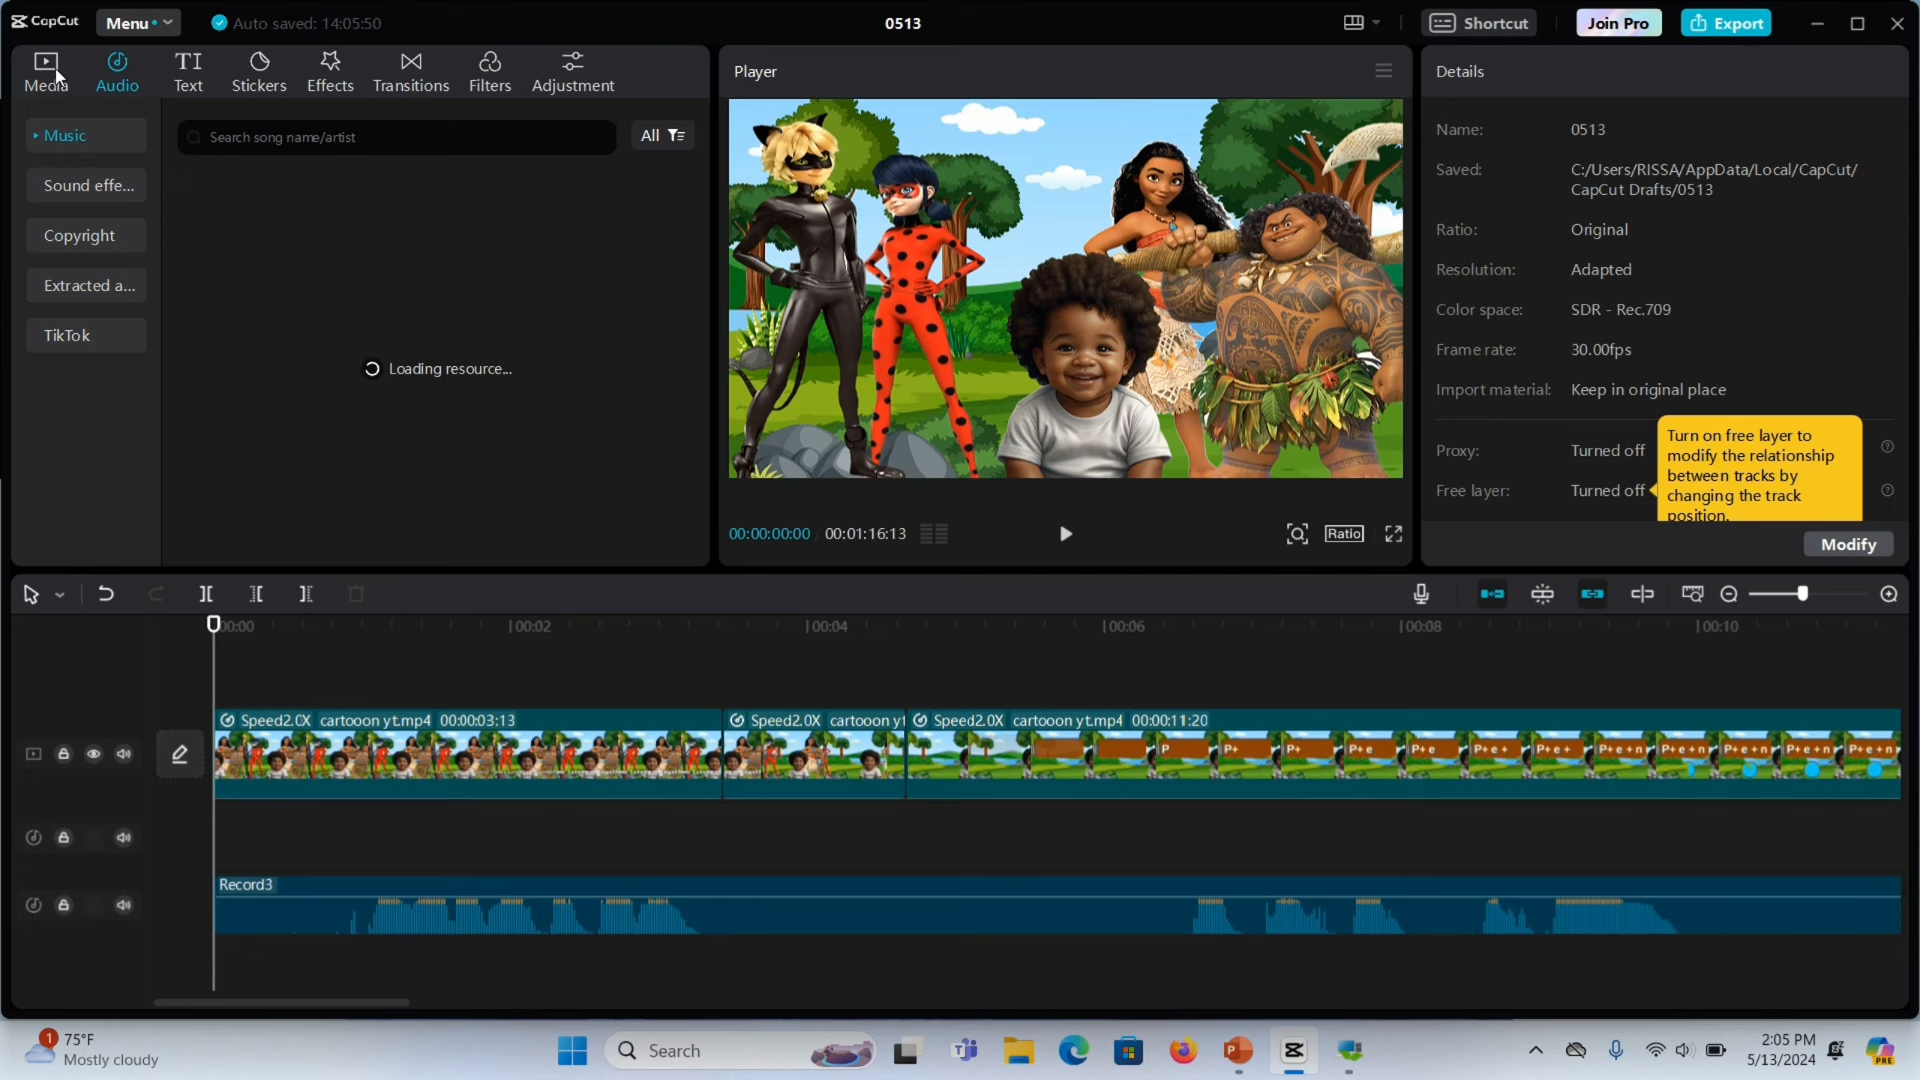 CapCut
Menu
Auto saved: 14:05:50
0513
Shortcut
Join Pro
Export
Media
Audio
TI
Text
Stickers
Effects
Transitions
Filters
Adjustment
Player
Details
Music
Sound effe...
Copyright
Extracted a...
TikTok
Search song name/artist
All
Loading resource...
00:00:00:00 / 00:01:16:13
Ratio
Name: 0513
Saved: C:/Users/RISSA/AppData/Local/CapCut/
CapCut Drafts/0513
Ratio: Original
Resolution: Adapted
Color space: SDR - Rec.709
Frame rate: 30.00fps
Import material: Keep in original place
Proxy: Turned off
Free layer: Turned off
Turn on free layer to
modify the relationship
between tracks by
changing the track
position.
Modify
00:00
00:02
00:04
00:06
00:08
00:10
Speed2.0X cartooon yt.mp4 00:00:03:13
Speed2.0X cartooon yt
Speed2.0X cartooon yt.mp4 00:00:11:20
P P+ P+ P+e P+e P+e+ P+e+ P+e+n P+e+n P+e+n P+e+n P+e+n
Record3
1
75°F
Mostly cloudy
Search
2:05 PM
5/13/2024
PRE